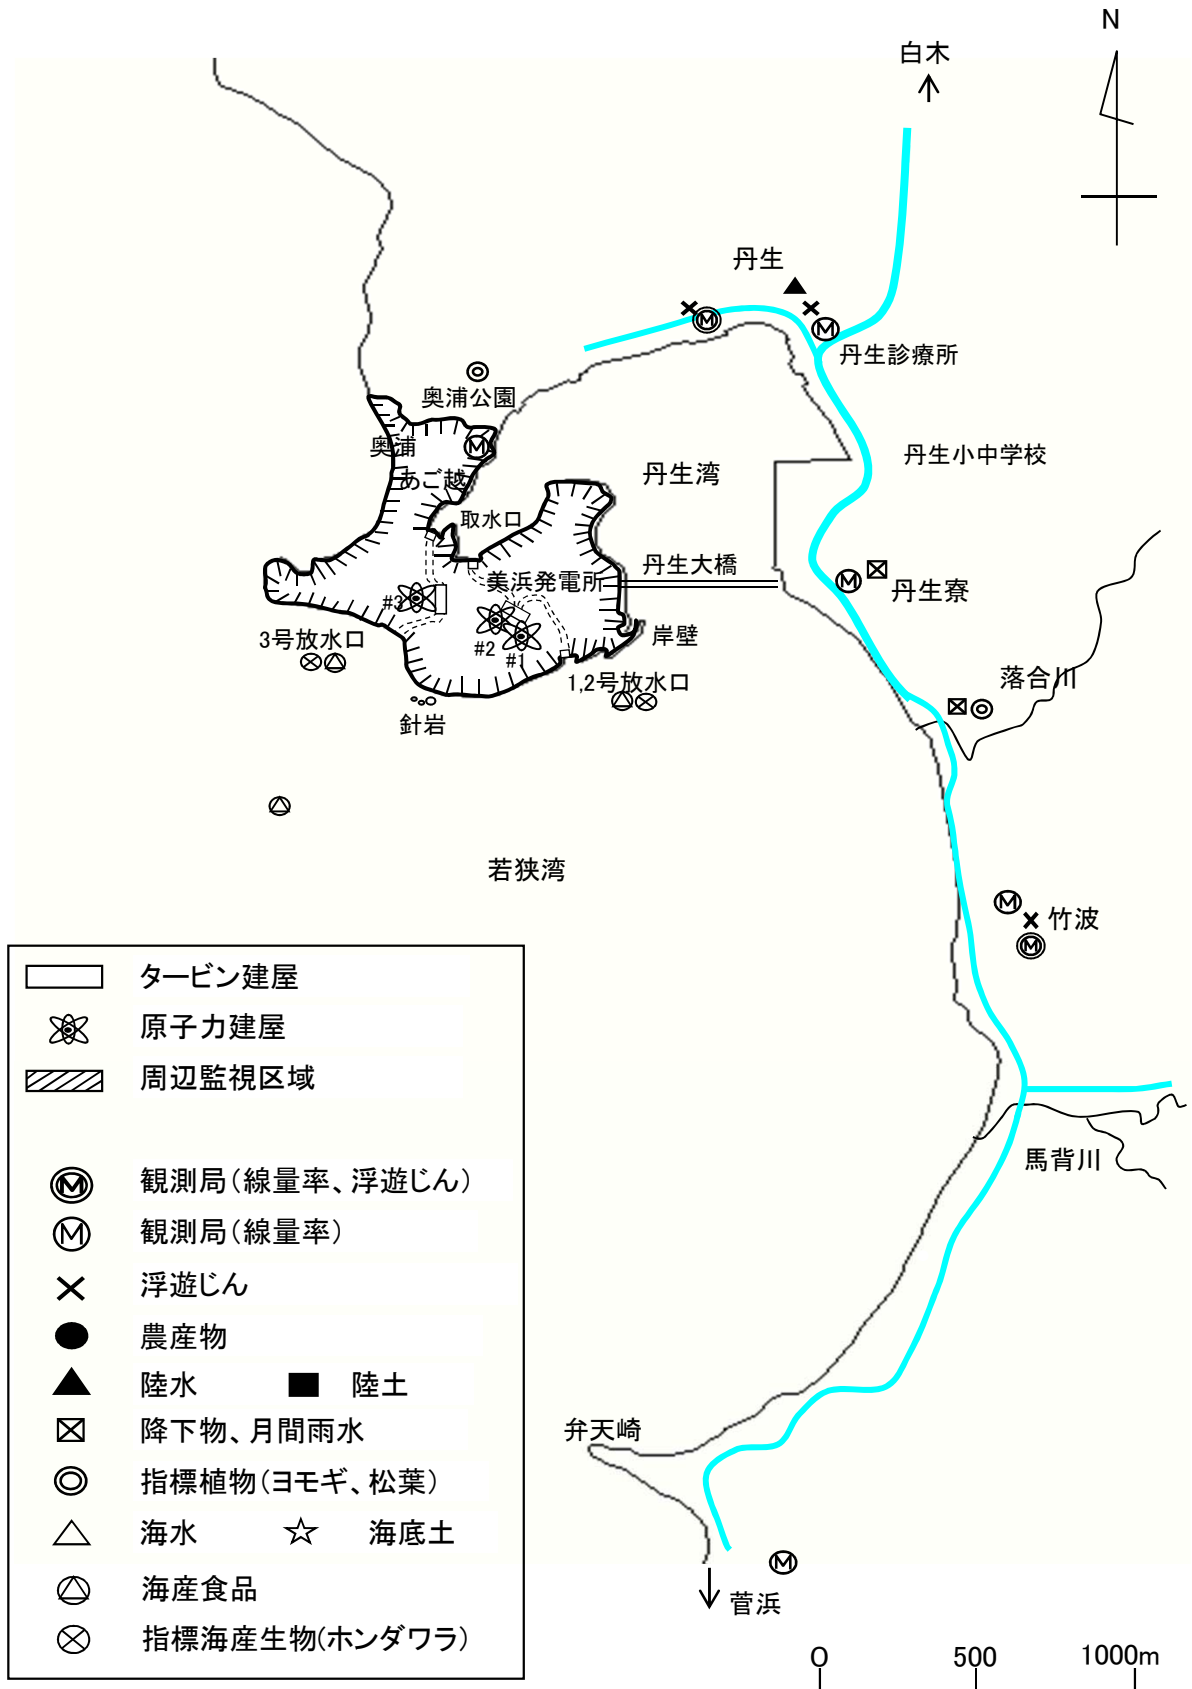 N
白木
丹生
丹生診療所
奥浦公園
奥浦
あご越
丹生小中学校
丹生湾
取水口
丹生大橋
美浜発電所
丹生寮
#3
#2
#1
3号放水口
岸壁
1,2号放水口
落合川
針岩
若狭湾
竹波
タービン建屋
原子力建屋
周辺監視区域
観測局(線量率、浮遊じん)
観測局(線量率)
浮遊じん
農産物
陸水 陸土
降下物、月間雨水
指標植物(ヨモギ、松葉)
海水 海底土
海産食品
指標海産生物(ホンダワラ)
馬背川
弁天崎
菅浜
0 500 1000m